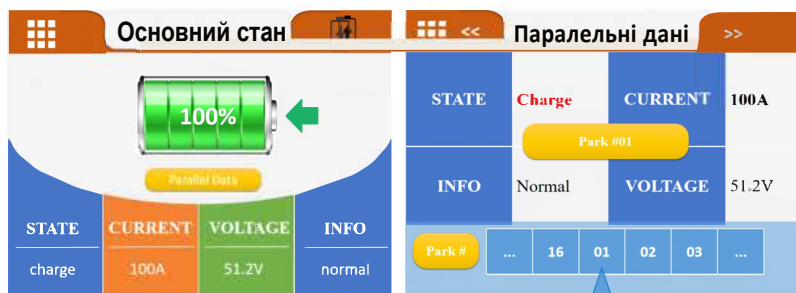 Основний стан
100%
Parallel Data
STATE CURRENT VOLTAGE INFO
charge 100A 51.2V normal
<< Паралельні дані >>
STATE Charge CURRENT 100A
Park #01
INFO Normal VOLTAGE 51.2V
Park # ... 16 01 02 03 ...